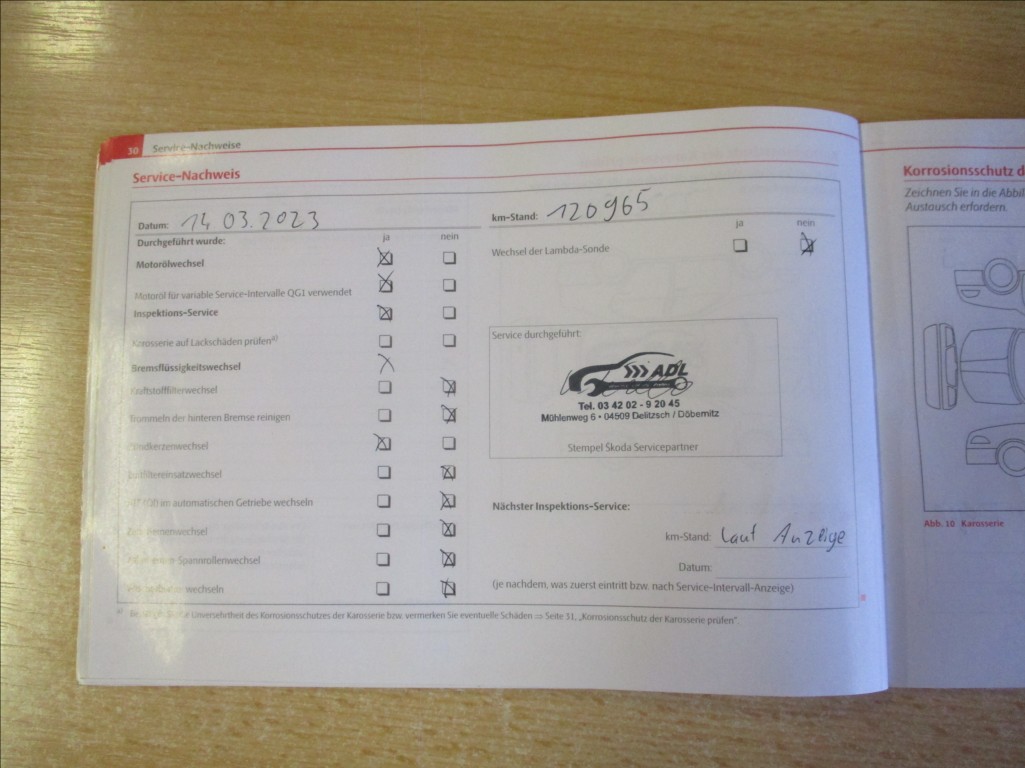 30 Service-Nachweise
Service-Nachweis
Datum: 14 03.2023
km-Stand: 120965
Durchgeführt wurde: ja nein
ja nein
Motorölwechsel
Wechsel der Lambda-Sonde
Motoröl für variable Service-Intervalle QG1 verwendet
Inspektions-Service
Karosserie auf Lackschäden prüfen
Bremsflüssigkeitswechsel
Kraftstofffilterwechsel
Trommeln der hinteren Bremse reinigen
im automatischen Getriebe wechseln
Service durchgeführt:
ADL
Tel. 03 42 02 - 9 20 45
Mühlenweg 6 • 04509 Delitzsch / Döbernitz
Stempel Škoda Servicepartner
Nächster Inspektions-Service:
km-Stand: laut Anzeige
Datum:
(je nachdem, was zuerst eintritt bzw. nach Service-Intervall-Anzeige)
Unversehrtheit des Korrosionsschutzes der Karosserie bzw. vermerken Sie eventuelle Schäden ⇒ Seite 31, „Korrosionsschutz der Karosserie prüfen".
Korrosionsschutz d
Zeichnen Sie in die Abbil
Austausch erfordern.
Abb. 10 Karosserie